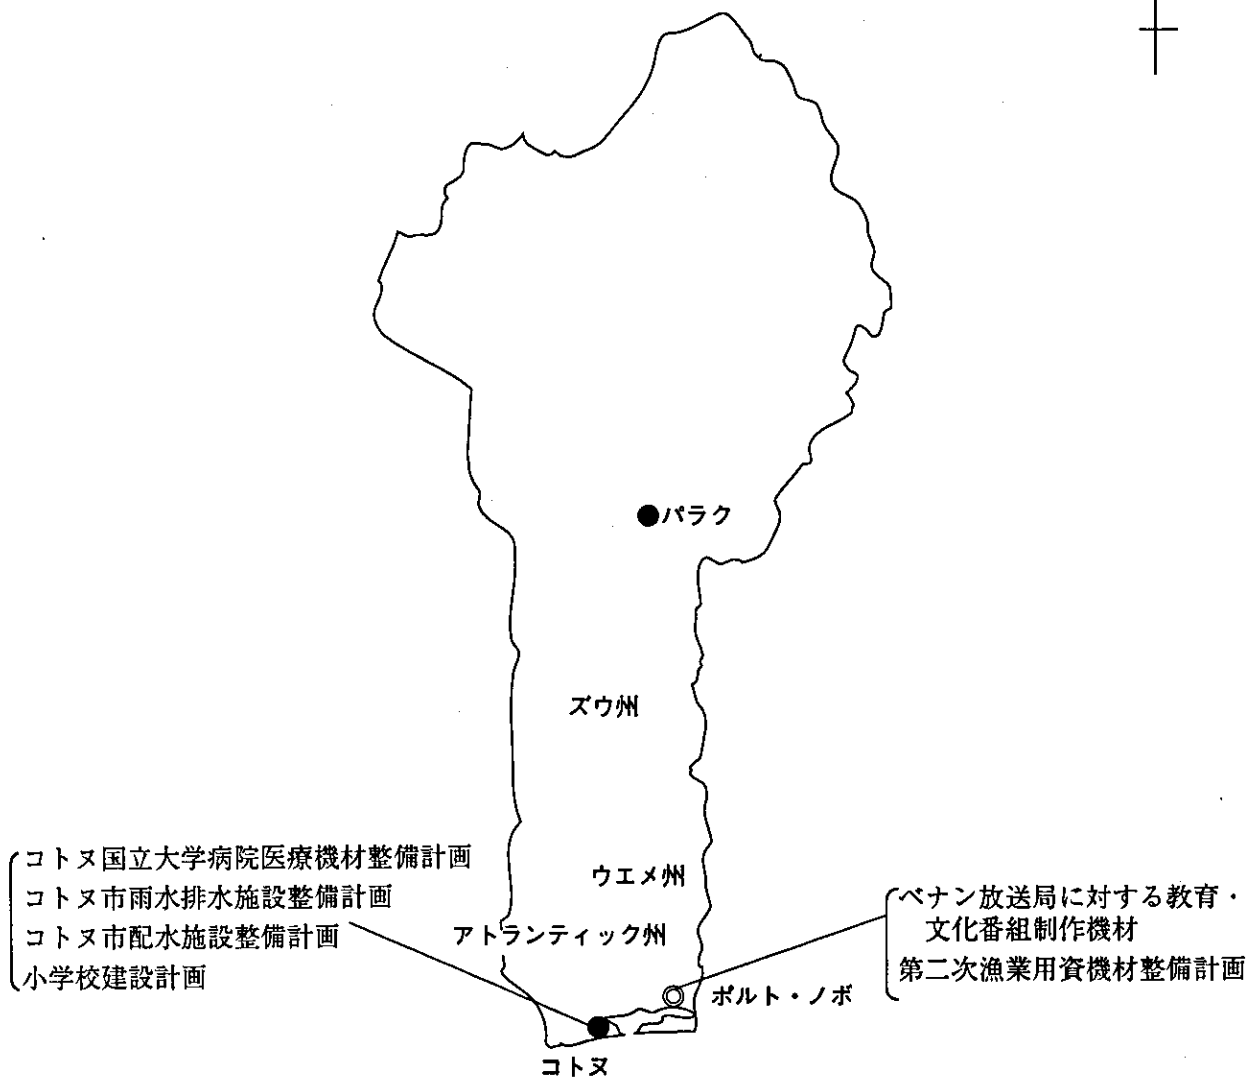 パラク
ズウ州
ウエメ州
アトランティック州
ポルト・ノボ
コトヌ
コトヌ国立大学病院医療機材整備計画
コトヌ市雨水排水施設整備計画
コトヌ市配水施設整備計画
小学校建設計画
ベナン放送局に対する教育・
文化番組制作機材
第二次漁業用資機材整備計画